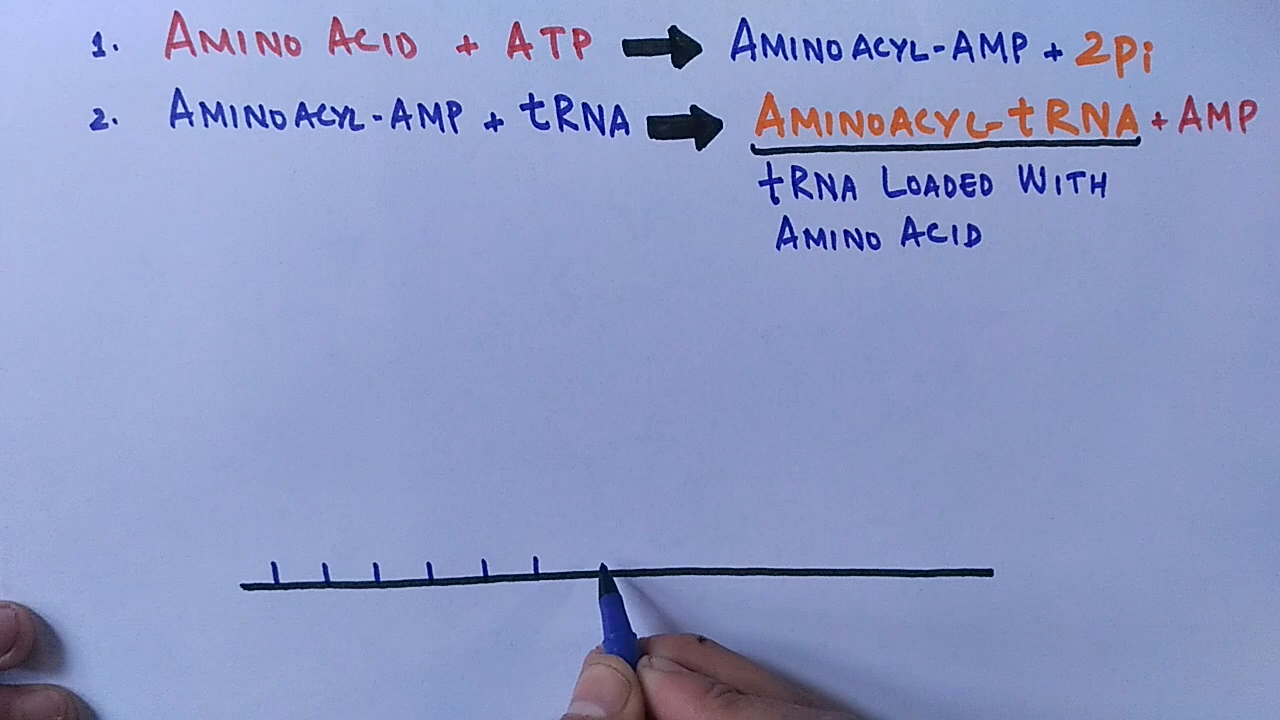 1. AMINO ACID + ATP → AMINOACYL-AMP + 2Pi
2. AMINOACYL-AMP + tRNA → AMINOACYL-tRNA + AMP
tRNA LOADED WITH
AMINO ACID